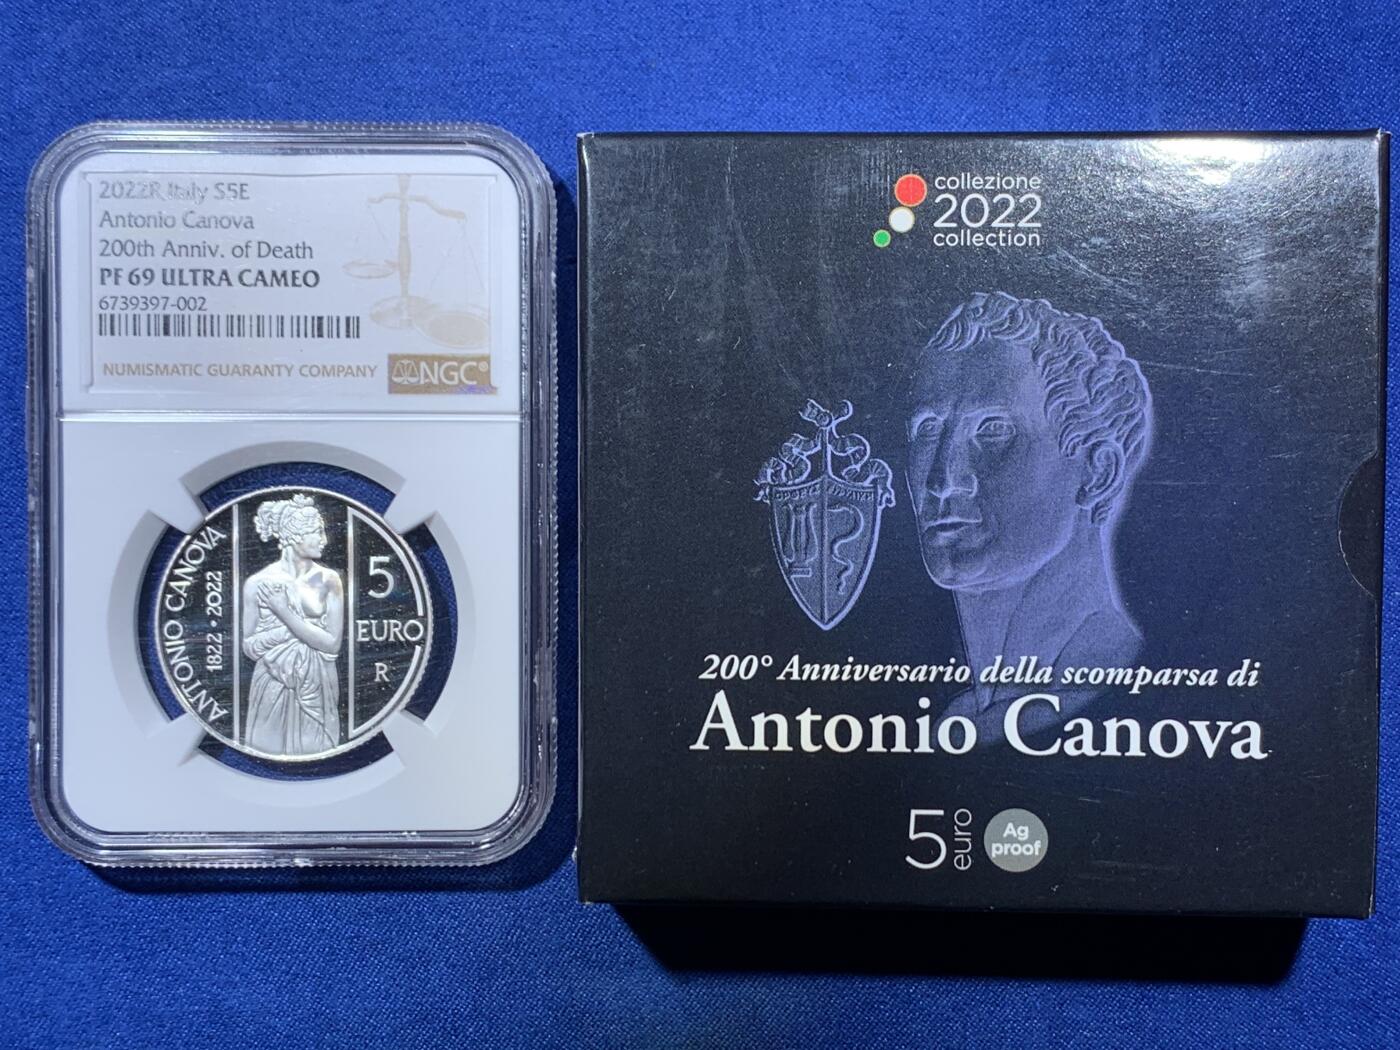 2022R Italy S5E
Antonio Canova
200th Anniv. of Death
PF 69 ULTRA CAMEO
6739397-002
NUMISMATIC GUARANTY COMPANY
NGC®
ANTONIO CANOVA
1822 • 2022
5
EURO
R
collezione
2022
collection
200° Anniversario della scomparsa di
Antonio Canova
5 euro
Ag
proof